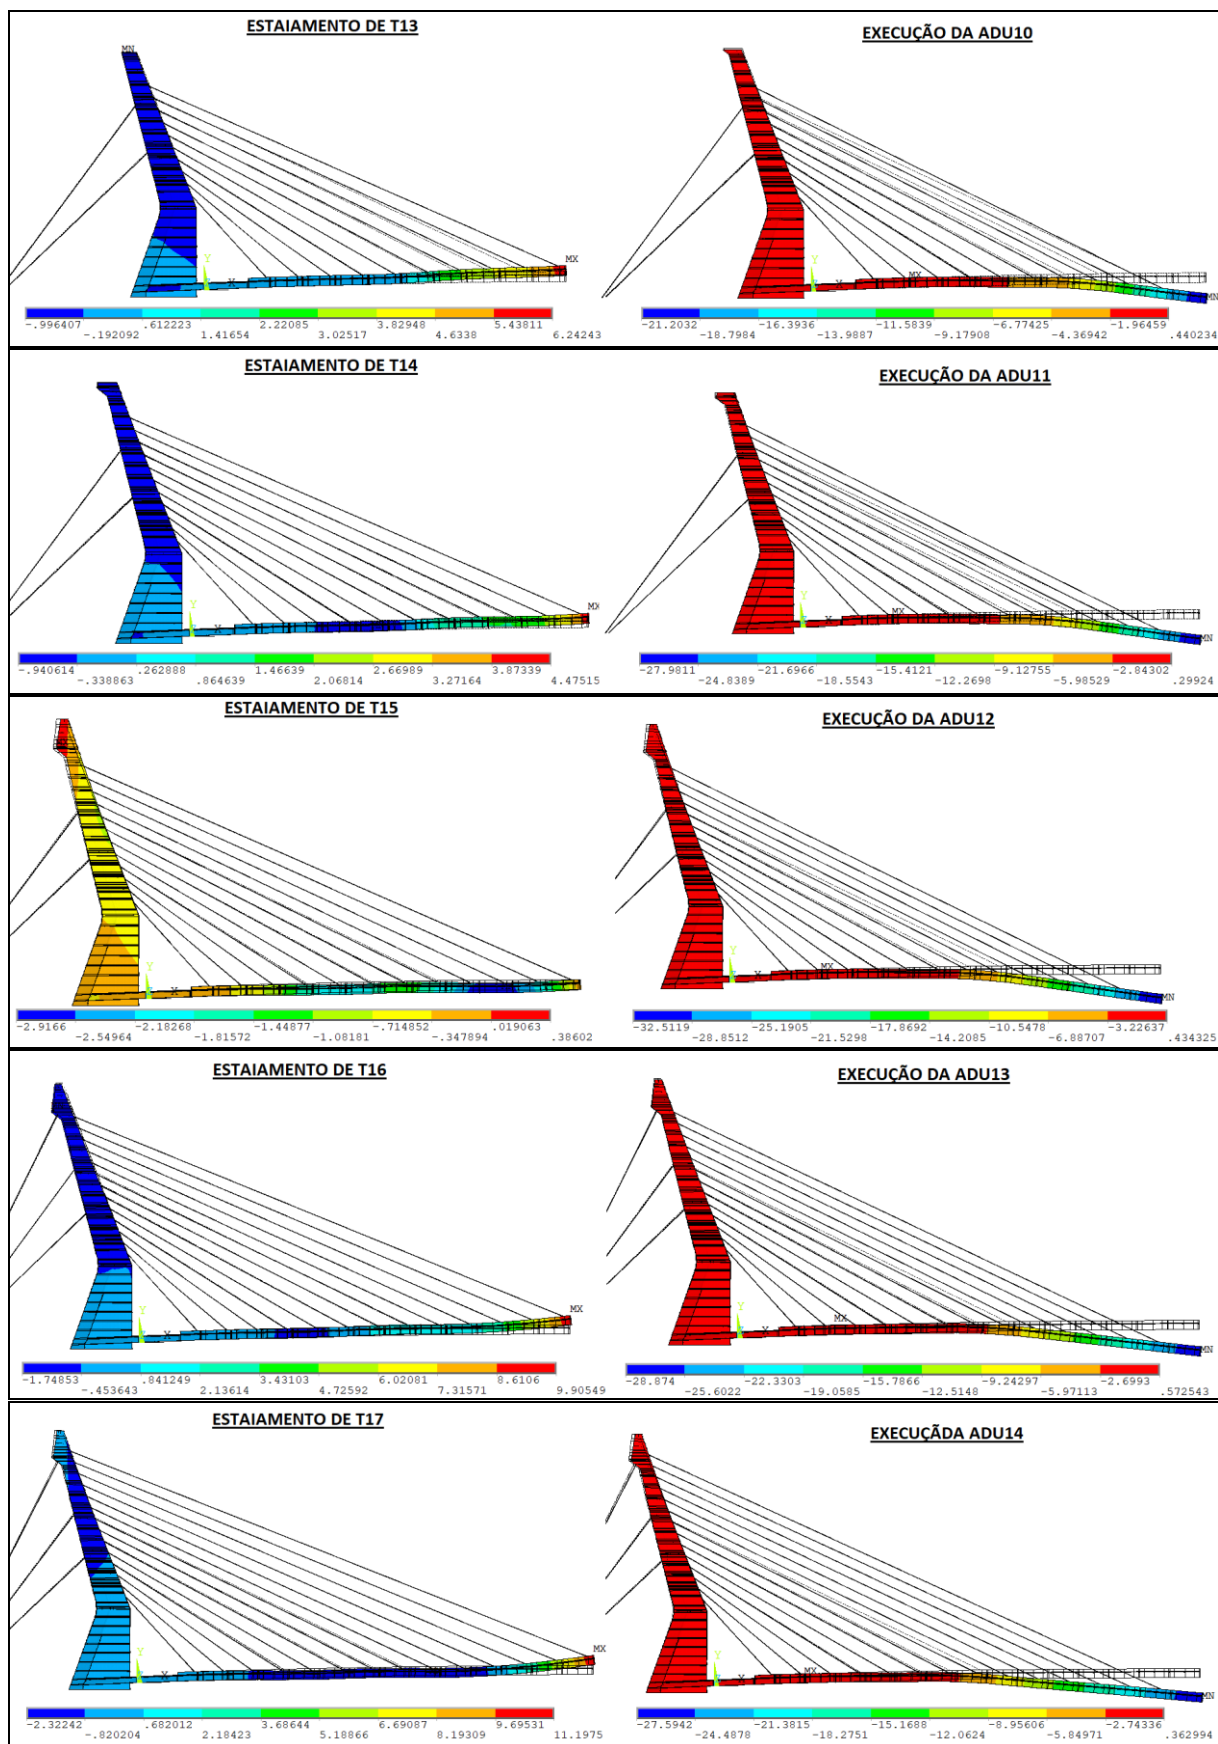 ESTAIAMENTO DE T13
MN
Y
X
MX
-.996407 .612223 2.22085 3.82948 5.43811
-.192092 1.41654 3.02517 4.6338 6.24243
EXECUÇÃO DA ADU10
X
MX
MN
-21.2032 -16.3936 -11.5839 -6.77425 -1.96459
-18.7984 -13.9887 -9.17908 -4.36942 .440234
ESTAIAMENTO DE T14
Y
X
MX
-.940614 .262888 1.46639 2.66989 3.87339
-.338863 .864639 2.06814 3.27164 4.47515
EXECUÇÃO DA ADU11
Y
X
MX
MN
-27.9811 -21.6966 -15.4121 -9.12755 -2.84302
-24.8389 -18.5543 -12.2698 -5.98529 .29924
ESTAIAMENTO DE T15
Y
X
-2.9166 -2.18268 -1.44877 -.714852 .019063
-2.54964 -1.81572 -1.08181 -.347894 .38602
EXECUÇÃO DA ADU12
X
MX
MN
-32.5119 -25.1905 -17.8692 -10.5478 -3.22637
-28.8512 -21.5298 -14.2085 -6.88707 .434325
ESTAIAMENTO DE T16
Y
X
MX
-1.74853 .841249 3.43103 6.02081 8.6106
-.453643 2.13614 4.72592 7.31571 9.90549
EXECUÇÃO DA ADU13
Y
X
MX
MN
-28.874 -22.3303 -15.7866 -9.24297 -2.6993
-25.6022 -19.0585 -12.5148 -5.97113 .572543
ESTAIAMENTO DE T17
Y
X
MX
-2.32242 .682012 3.68644 6.69087 9.69531
-.820204 2.18423 5.18866 8.19309 11.1975
EXECUÇÃDA ADU14
Y
X
MX
MN
-27.5942 -21.3815 -15.1688 -8.95606 -2.74336
-24.4878 -18.2751 -12.0624 -5.84971 .362994